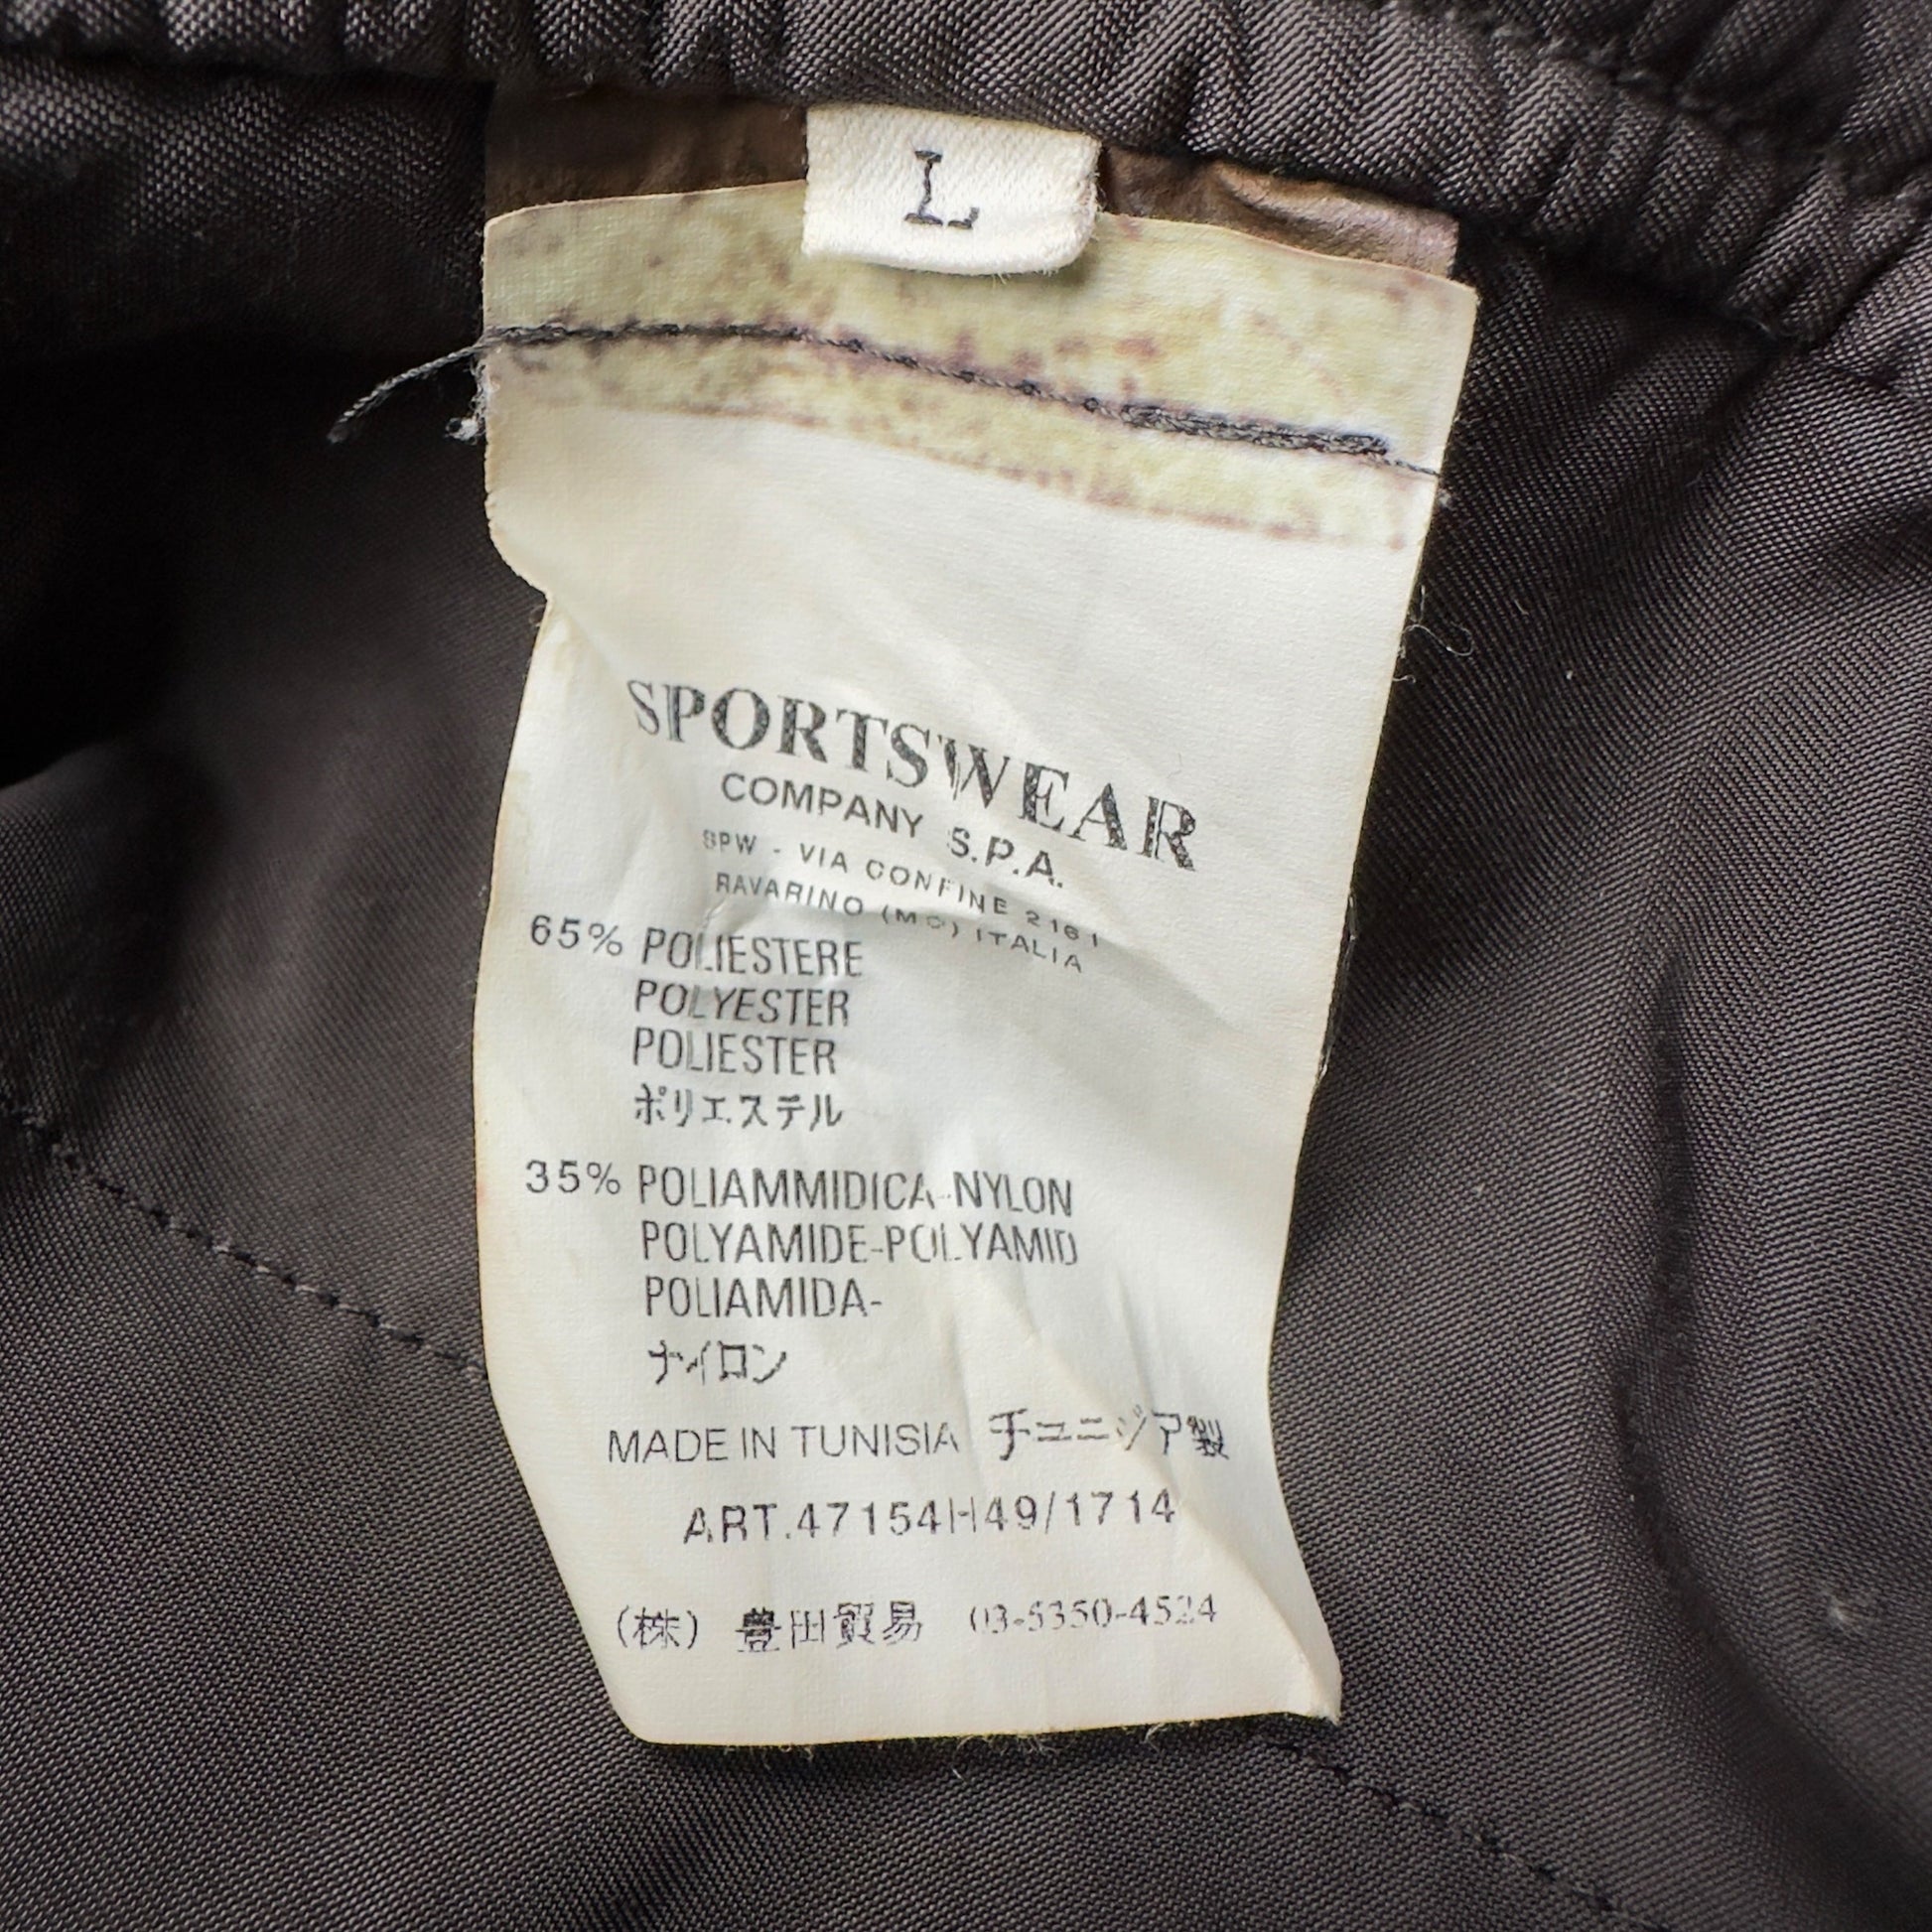 L
SPORTSWEAR
COMPANY S.P.A.
SPW - VIA CONFINE 2161
RAVARINO (MO) ITALIA
65% POLIESTERE
POLYESTER
POLIESTER
ポリエステル
35% POLIAMMIDICA-NYLON
POLYAMIDE-POLYAMID
POLIAMIDA-
ナイロン
MADE IN TUNISIA チュニジア製
ART.47154H49/1714
(株) 豊田貿易 03-5350-4524